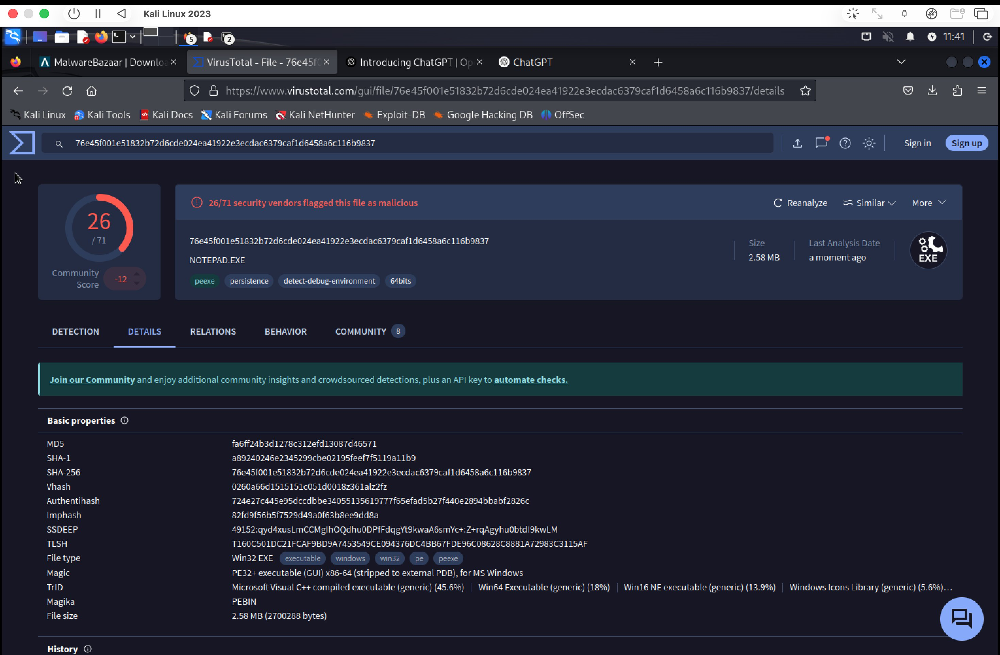 Kali Linux 2023
5
2
11:41
MalwareBazaar | Downloa
VirusTotal - File - 76e45f0
Introducing ChatGPT | Op
ChatGPT
https://www.virustotal.com/gui/file/76e45f001e51832b72d6cde024ea41922e3ecdac6379caf1d6458a6c116b9837/details
Kali Linux
Kali Tools
Kali Docs
Kali Forums
Kali NetHunter
Exploit-DB
Google Hacking DB
OffSec
76e45f001e51832b72d6cde024ea41922e3ecdac6379caf1d6458a6c116b9837
Sign in
Sign up
26
/ 71
Community Score
-12
26/71 security vendors flagged this file as malicious
Reanalyze
Similar
More
76e45f001e51832b72d6cde024ea41922e3ecdac6379caf1d6458a6c116b9837
NOTEPAD.EXE
peexe
persistence
detect-debug-environment
64bits
Size
2.58 MB
Last Analysis Date
a moment ago
EXE
DETECTION
DETAILS
RELATIONS
BEHAVIOR
COMMUNITY 8
Join our Community and enjoy additional community insights and crowdsourced detections, plus an API key to automate checks.
Basic properties
MD5 fa6ff24b3d1278c312efd13087d46571
SHA-1 a89240246e2345299cbe02195feef7f5119a11b9
SHA-256 76e45f001e51832b72d6cde024ea41922e3ecdac6379caf1d6458a6c116b9837
Vhash 0260a66d1515151c051d0018z361alz2fz
Authentihash 724e27c445e95dccdbbe34055135619777f65efad5b27f440e2894bbabf2826c
Imphash 82fd9f56b5f7529d49a0f63b8ee9dd8a
SSDEEP 49152:qyd4xusLmCCMgIhOQdhu0DPfFdqgYt9kwaA6smYc+:Z+rqAgyhu0btdI9kwLM
TLSH T160C501DC21FCAF9BD9A7453549CE094376DC4BB67FDE96C08628C8881A72983C3115AF
File type Win32 EXE executable windows win32 pe peexe
Magic PE32+ executable (GUI) x86-64 (stripped to external PDB), for MS Windows
TrID Microsoft Visual C++ compiled executable (generic) (45.6%) | Win64 Executable (generic) (18%) | Win16 NE executable (generic) (13.9%) | Windows Icons Library (generic) (5.6%)...
Magika PEBIN
File size 2.58 MB (2700288 bytes)
History